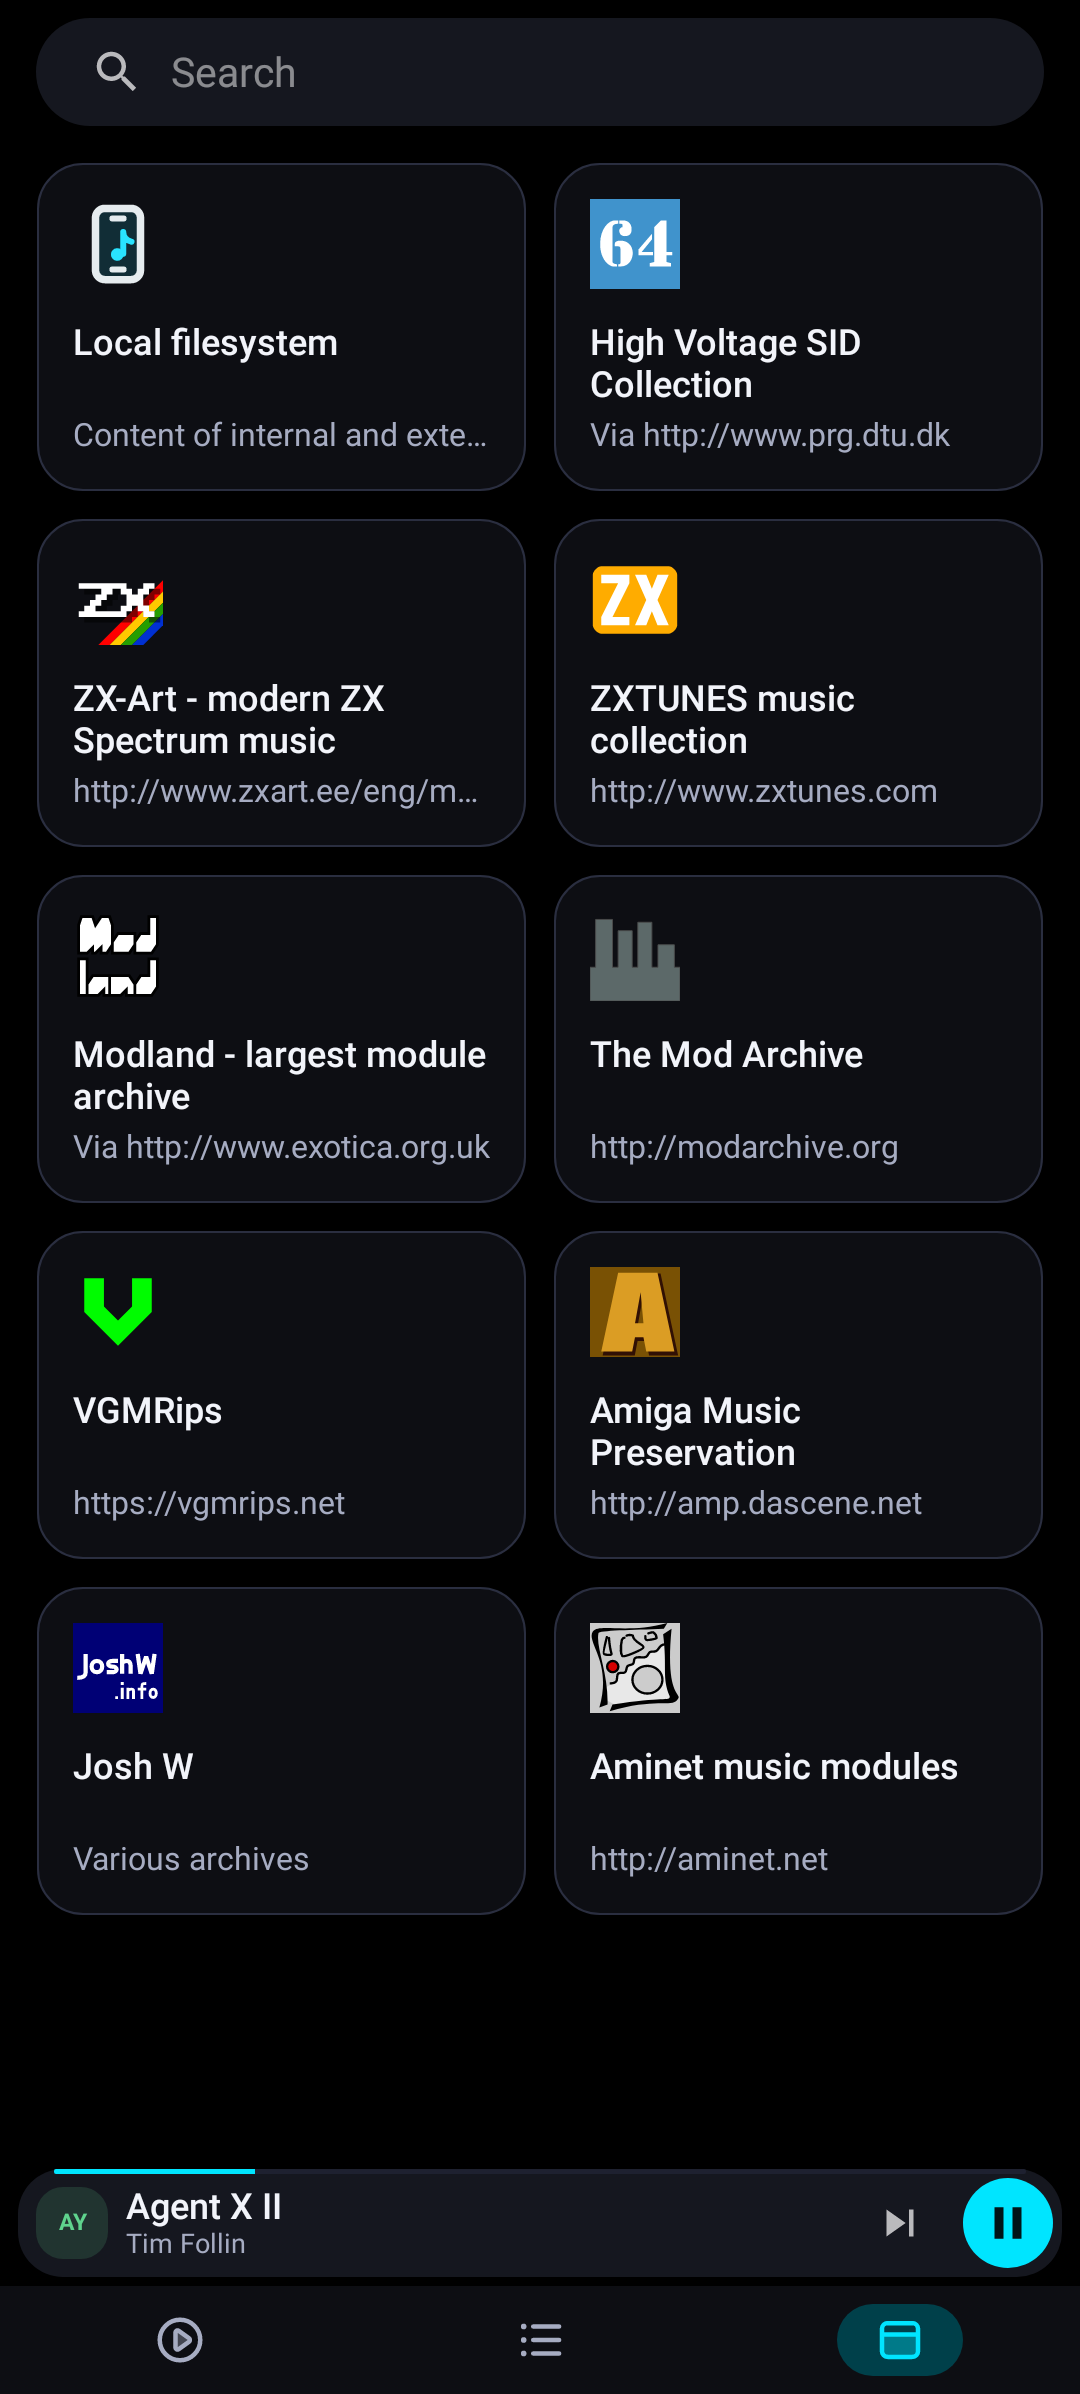 Search
Local filesystem
Content of internal and exte...
64
High Voltage SID
Collection
Via http://www.prg.dtu.dk
ZX
ZX-Art - modern ZX
Spectrum music
http://www.zxart.ee/eng/m...
ZX
ZXTUNES music
collection
http://www.zxtunes.com
Mod
land
Modland - largest module
archive
Via http://www.exotica.org.uk
The Mod Archive
http://modarchive.org
VGMRips
https://vgmrips.net
A
Amiga Music
Preservation
http://amp.dascene.net
JoshW
.info
Josh W
Various archives
Aminet music modules
http://aminet.net
AY
Agent X II
Tim Follin